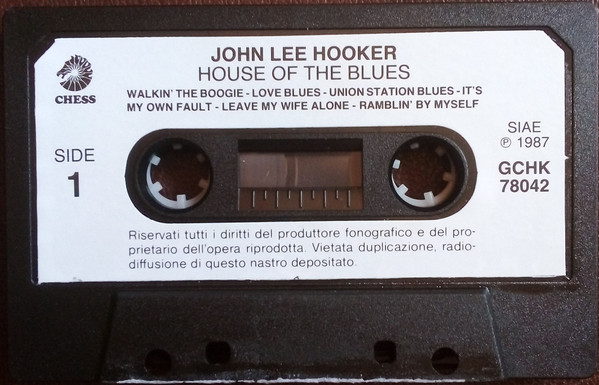 CHESS
JOHN LEE HOOKER
HOUSE OF THE BLUES
WALKIN' THE BOOGIE - LOVE BLUES - UNION STATION BLUES - IT'S
MY OWN FAULT - LEAVE MY WIFE ALONE - RAMBLIN' BY MYSELF
SIDE
1
SIAE
℗ 1987
GCHK
78042
Riservati tutti i diritti del produttore fonografico e del pro-
prietario dell'opera riprodotta. Vietata duplicazione, radio-
diffusione di questo nastro depositato.